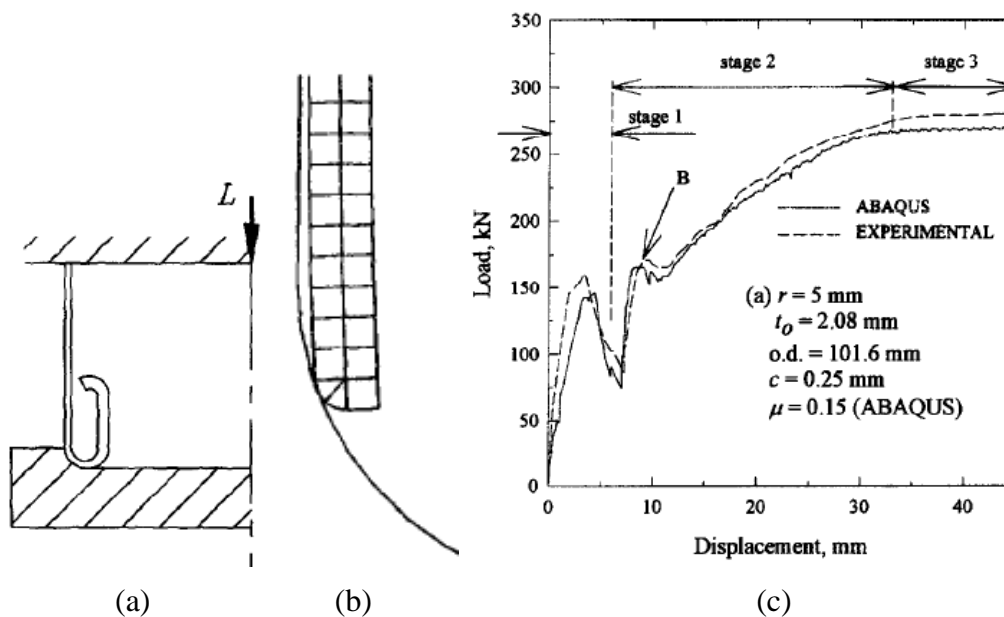 L
(a)
(b)
Load, kN
350
300
250
200
150
100
50
0
0
10
20
30
40
Displacement, mm
stage 2
stage 3
stage 1
B
ABAQUS
EXPERIMENTAL
(a) r = 5 mm
t_o = 2.08 mm
o.d. = 101.6 mm
c = 0.25 mm
μ = 0.15 (ABAQUS)
(c)